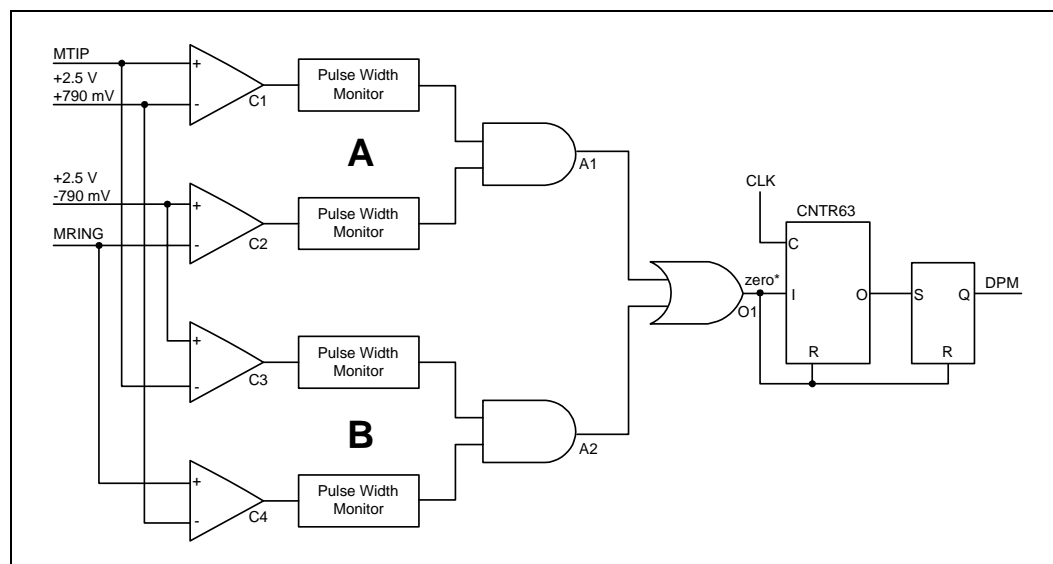 MTIP
+2.5 V
+790 mV
+
-
C1
Pulse Width
Monitor
A
A1
+2.5 V
-790 mV
MRING
+
-
C2
Pulse Width
Monitor
CLK
CNTR63
C
zero*
I
O
R
O1
S
Q
R
DPM
+
-
C3
Pulse Width
Monitor
B
A2
+
-
C4
Pulse Width
Monitor